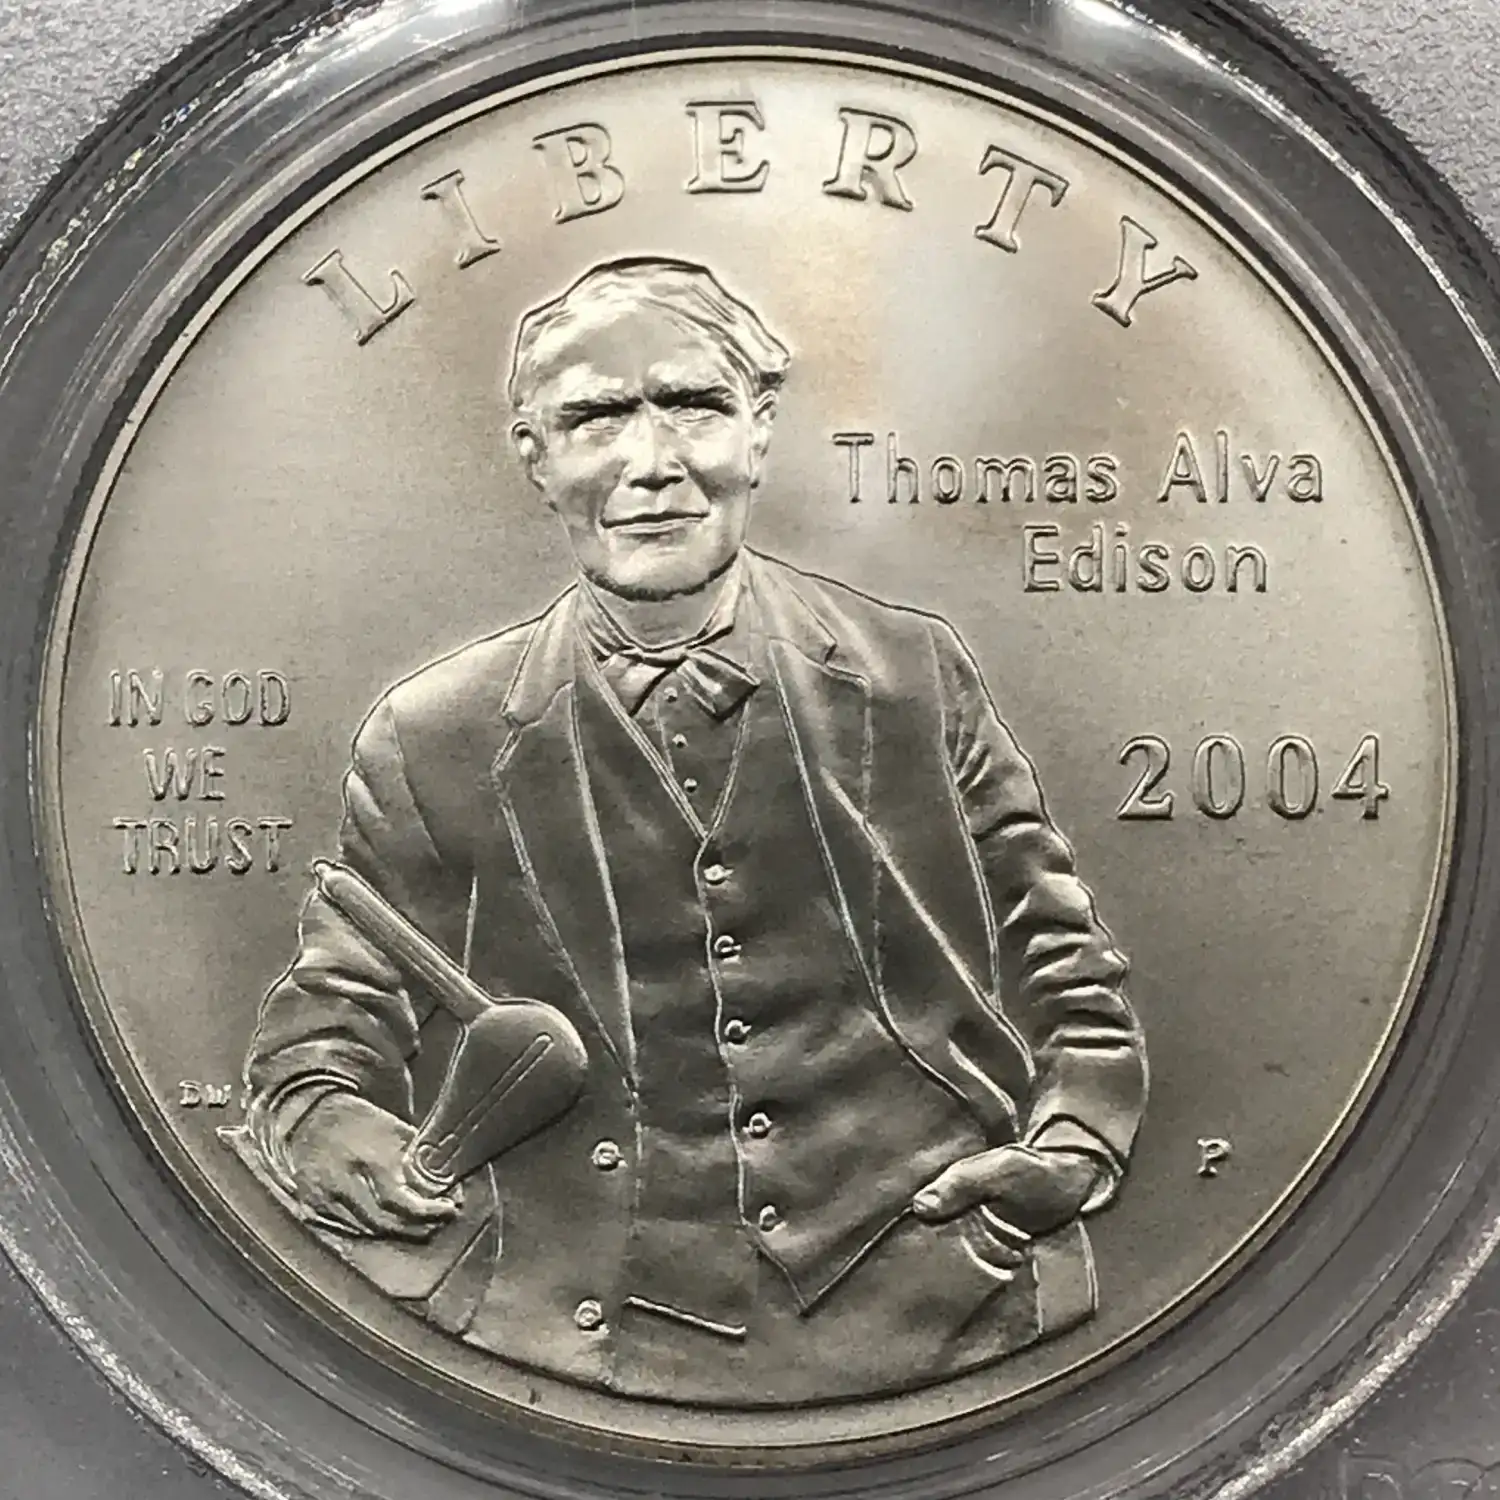 LIBERTY
Thomas Alva
Edison
IN GOD
WE
TRUST
2004
DW
P